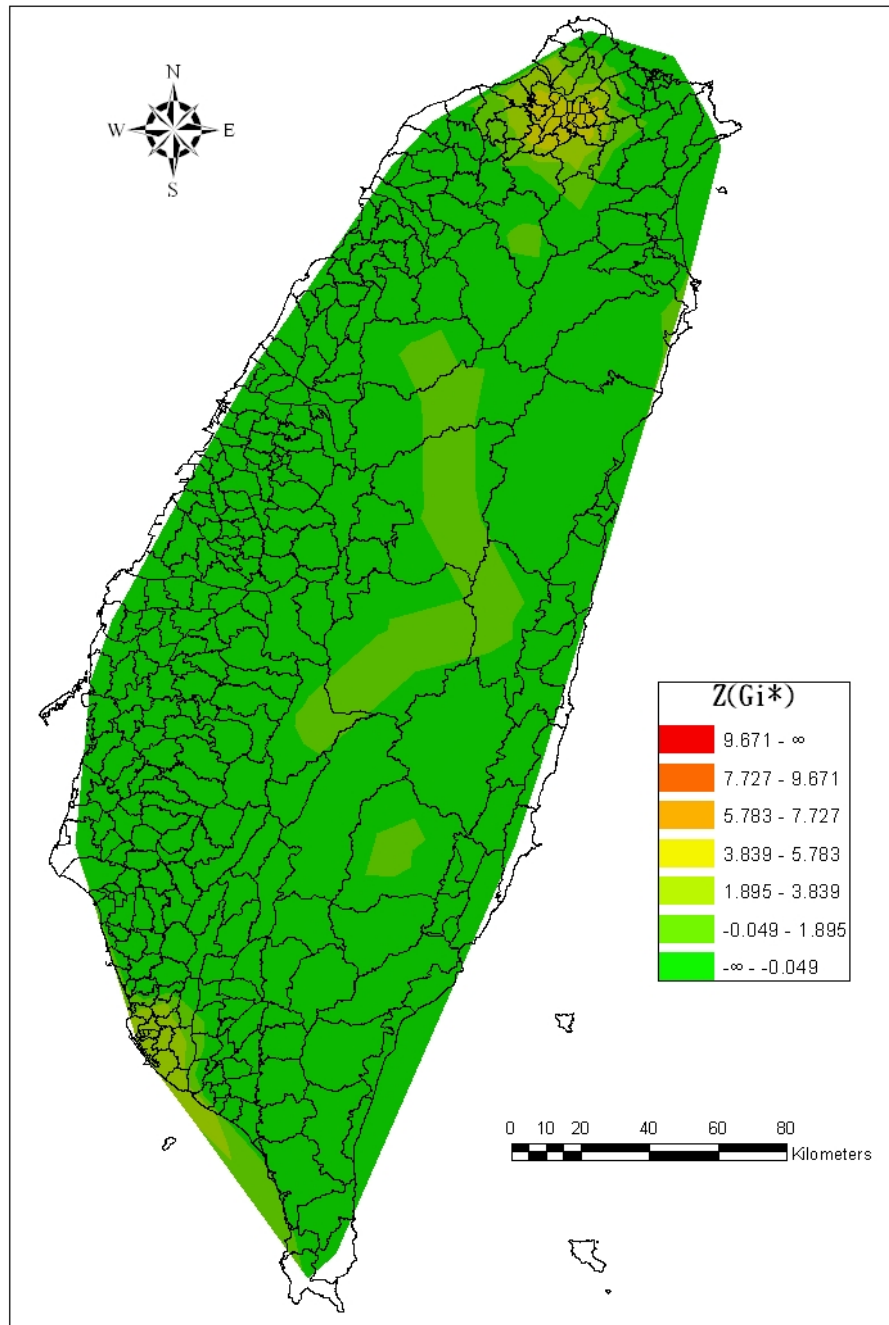 N
W E
S
Z(Gi*)
9.671 - ∞
7.727 - 9.671
5.783 - 7.727
3.839 - 5.783
1.895 - 3.839
-0.049 - 1.895
-∞ - -0.049
0 10 20 40 60 80
Kilometers